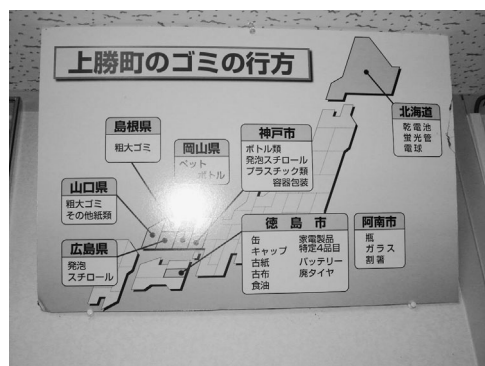 上勝町のゴミの行方
北海道
乾電池
蛍光管
電球
島根県
粗大ゴミ
岡山県
ペット
ボトル
神戸市
ボトル類
発泡スチロール
プラスチック類
容器包装
山口県
粗大ゴミ
その他紙類
広島県
発泡
スチロール
徳島市
缶
キャップ
古紙
古布
食油
家電製品
特定4品目
バッテリー
廃タイヤ
阿南市
瓶
ガラス
割箸